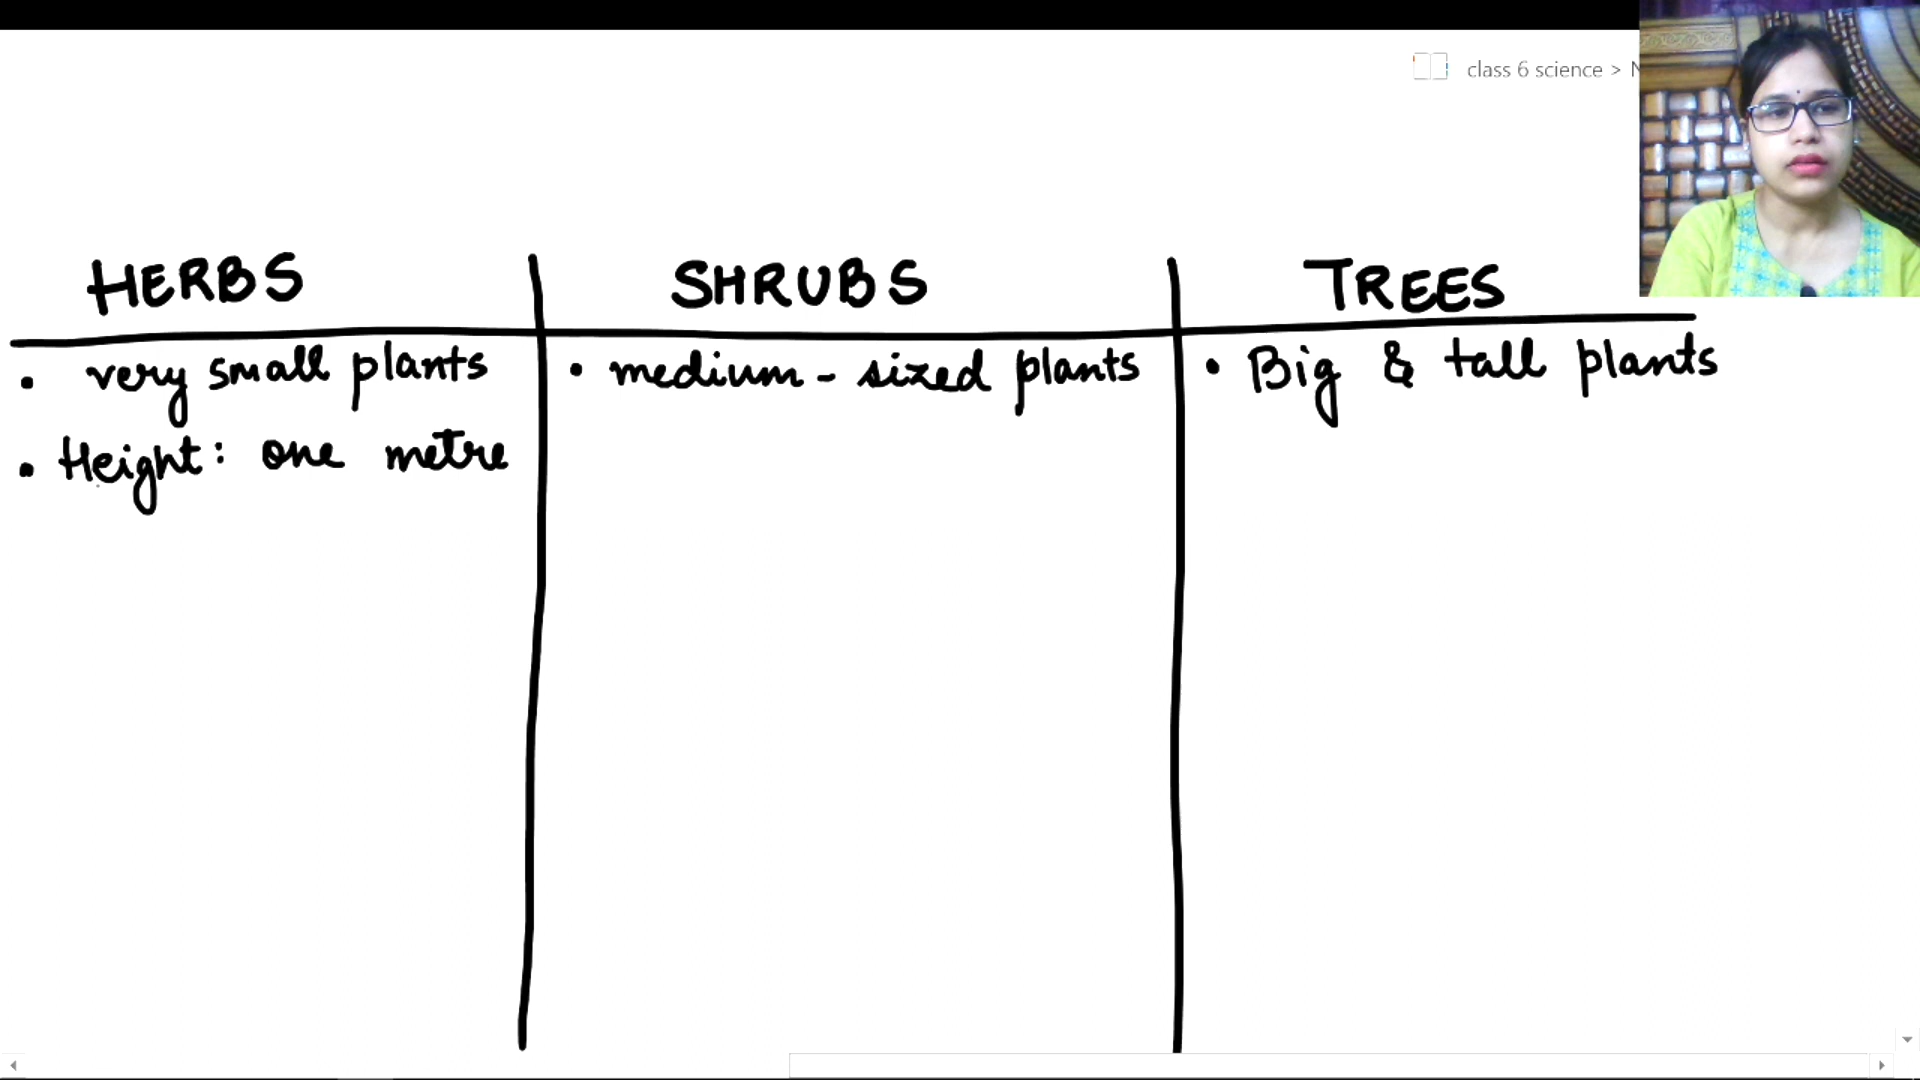 class 6 science >
HERBS SHRUBS TREES
• very small plants • medium - sized plants • Big & tall plants
• Height: one metre